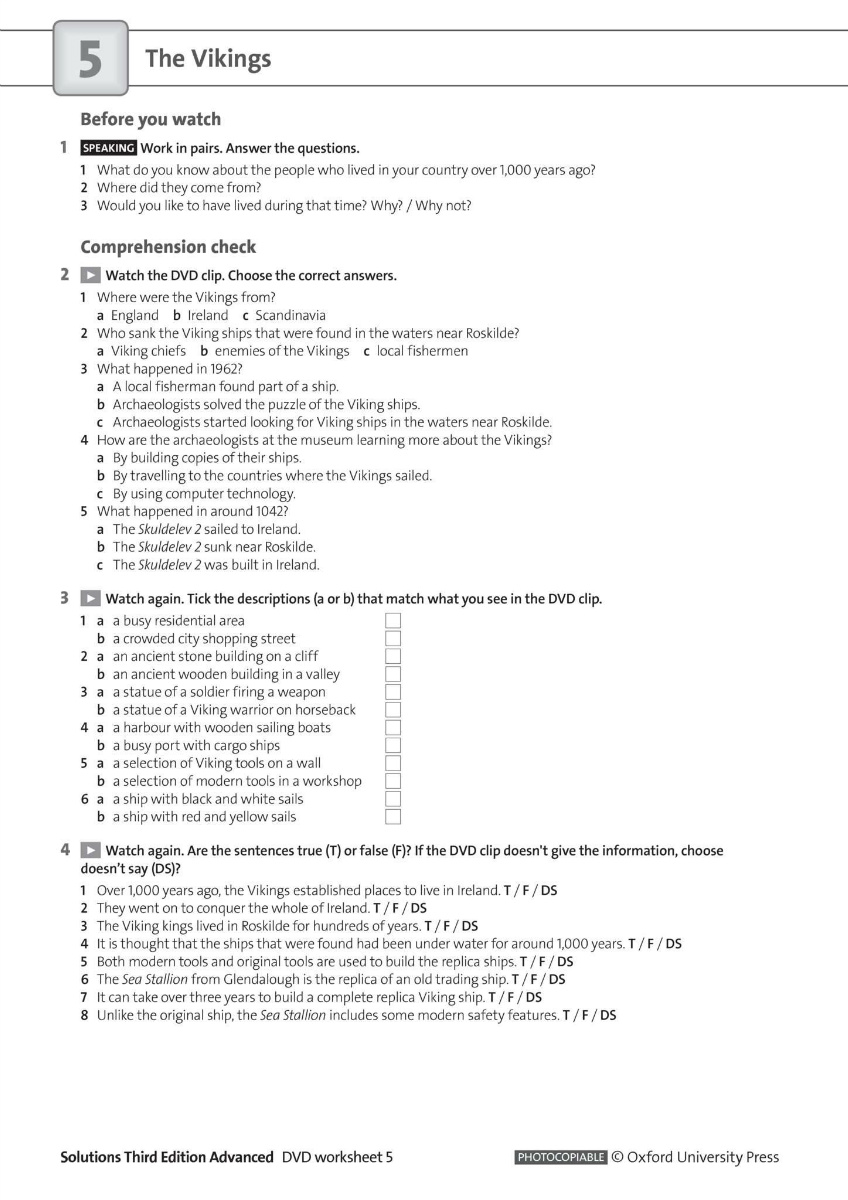 5 The Vikings
Before you watch
1 SPEAKING Work in pairs. Answer the questions.
1 What do you know about the people who lived in your country over 1,000 years ago?
2 Where did they come from?
3 Would you like to have lived during that time? Why? / Why not?
Comprehension check
2 Watch the DVD clip. Choose the correct answers.
1 Where were the Vikings from?
a England b Ireland c Scandinavia
2 Who sank the Viking ships that were found in the waters near Roskilde?
a Viking chiefs b enemies of the Vikings c local fishermen
3 What happened in 1962?
a A local fisherman found part of a ship.
b Archaeologists solved the puzzle of the Viking ships.
c Archaeologists started looking for Viking ships in the waters near Roskilde.
4 How are the archaeologists at the museum learning more about the Vikings?
a By building copies of their ships.
b By travelling to the countries where the Vikings sailed.
c By using computer technology.
5 What happened in around 1042?
a The Skuldelev 2 sailed to Ireland.
b The Skuldelev 2 sunk near Roskilde.
c The Skuldelev 2 was built in Ireland.
3 Watch again. Tick the descriptions (a or b) that match what you see in the DVD clip.
1 a a busy residential area
b a crowded city shopping street
2 a an ancient stone building on a cliff
b an ancient wooden building in a valley
3 a a statue of a soldier firing a weapon
b a statue of a Viking warrior on horseback
4 a a harbour with wooden sailing boats
b a busy port with cargo ships
5 a a selection of Viking tools on a wall
b a selection of modern tools in a workshop
6 a a ship with black and white sails
b a ship with red and yellow sails
4 Watch again. Are the sentences true (T) or false (F)? If the DVD clip doesn't give the information, choose
doesn't say (DS)?
1 Over 1,000 years ago, the Vikings established places to live in Ireland. T / F / DS
2 They went on to conquer the whole of Ireland. T / F / DS
3 The Viking kings lived in Roskilde for hundreds of years. T / F / DS
4 It is thought that the ships that were found had been under water for around 1,000 years. T / F / DS
5 Both modern tools and original tools are used to build the replica ships. T / F / DS
6 The Sea Stallion from Glendalough is the replica of an old trading ship. T / F / DS
7 It can take over three years to build a complete replica Viking ship. T / F / DS
8 Unlike the original ship, the Sea Stallion includes some modern safety features. T / F / DS
Solutions Third Edition Advanced DVD worksheet 5 PHOTOCOPIABLE © Oxford University Press